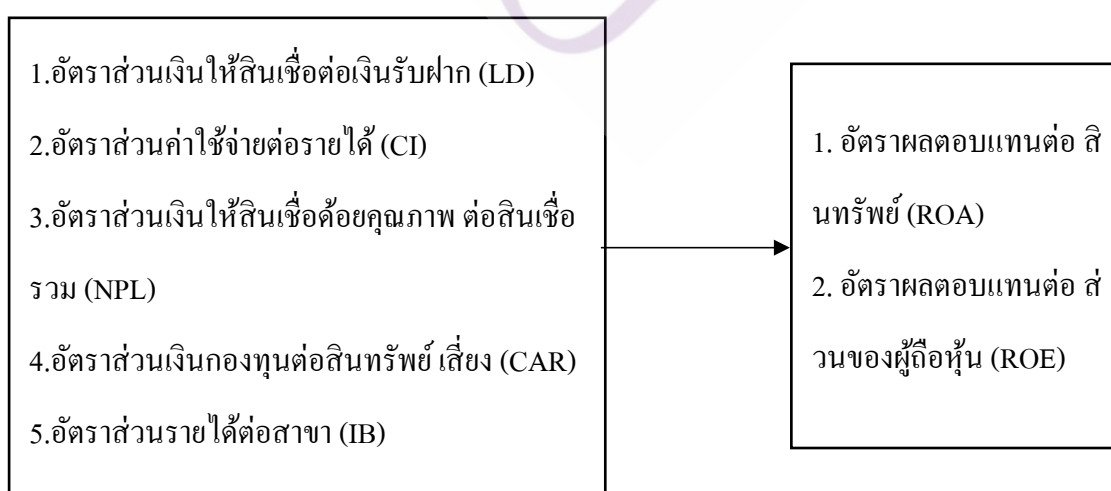 1.อัตราส่วนเงินให้สินเชื่อต่อเงินรับฝาก (LD)
2.อัตราส่วนค่าใช้จ่ายต่อรายได้ (CI)
3.อัตราส่วนเงินให้สินเชื่อด้อยคุณภาพ ต่อสินเชื่อ
รวม (NPL)
4.อัตราส่วนเงินกองทุนต่อสินทรัพย์ เสี่ยง (CAR)
5.อัตราส่วนรายได้ต่อสาขา (IB)
1. อัตราผลตอบแทนต่อ สิ
นทรัพย์ (ROA)
2. อัตราผลตอบแทนต่อ ส่
วนของผู้ถือหุ้น (ROE)